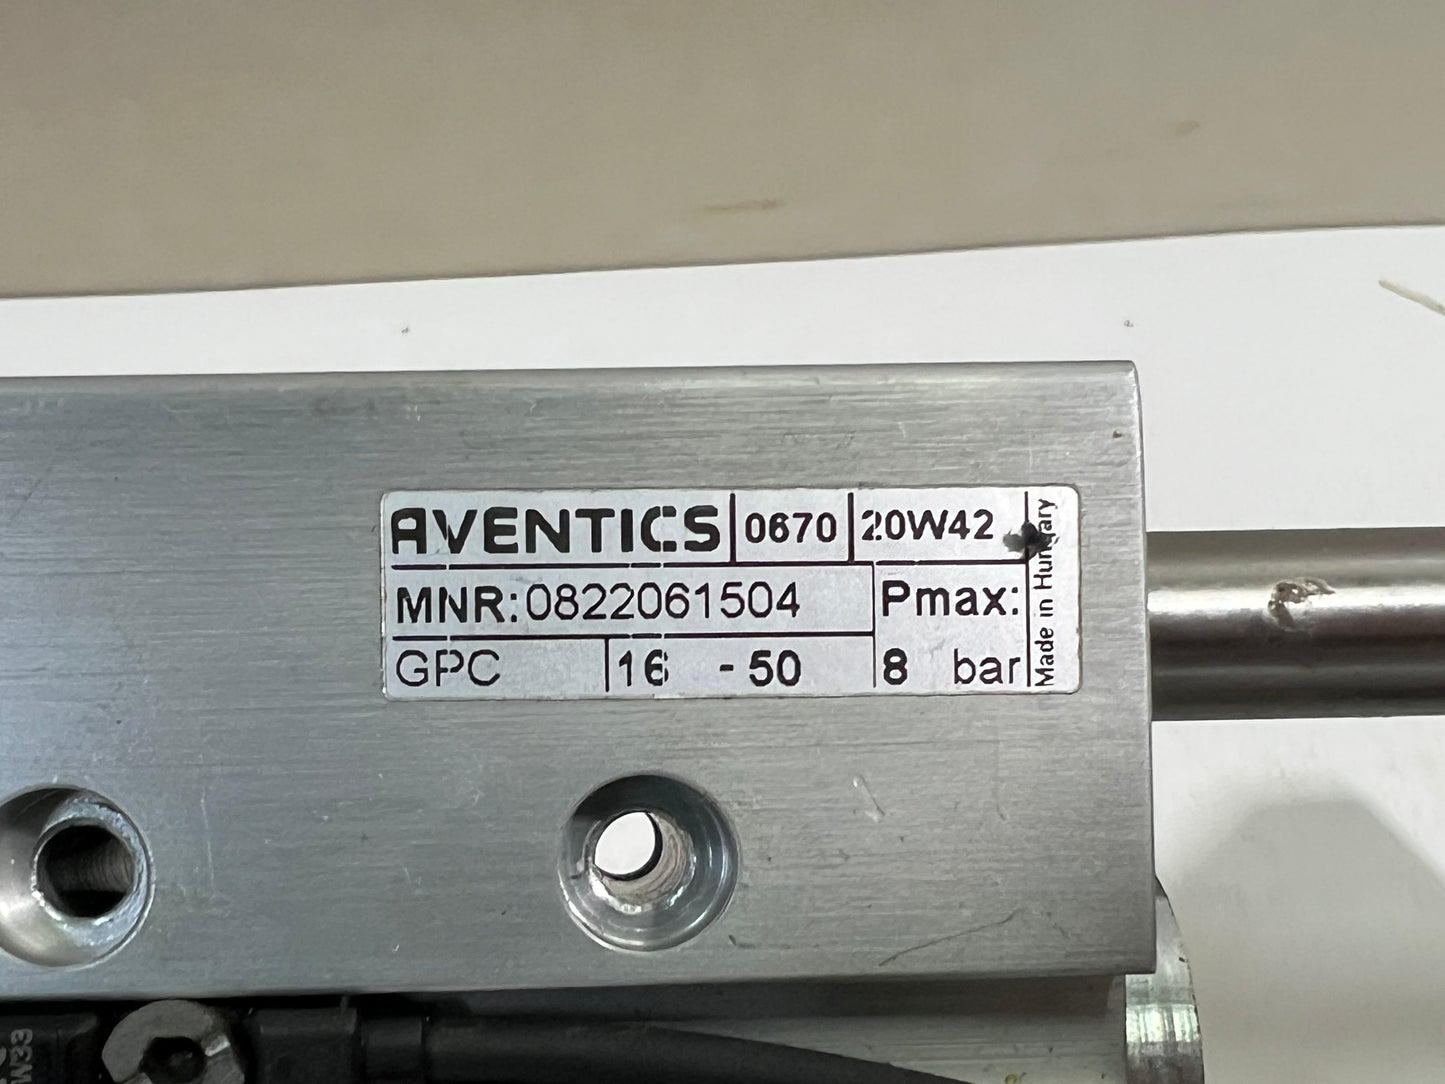 AVENTICS 0670 20W42
MNR:0822061504 Pmax:
GPC 16 - 50 8 bar
Made in Hungary